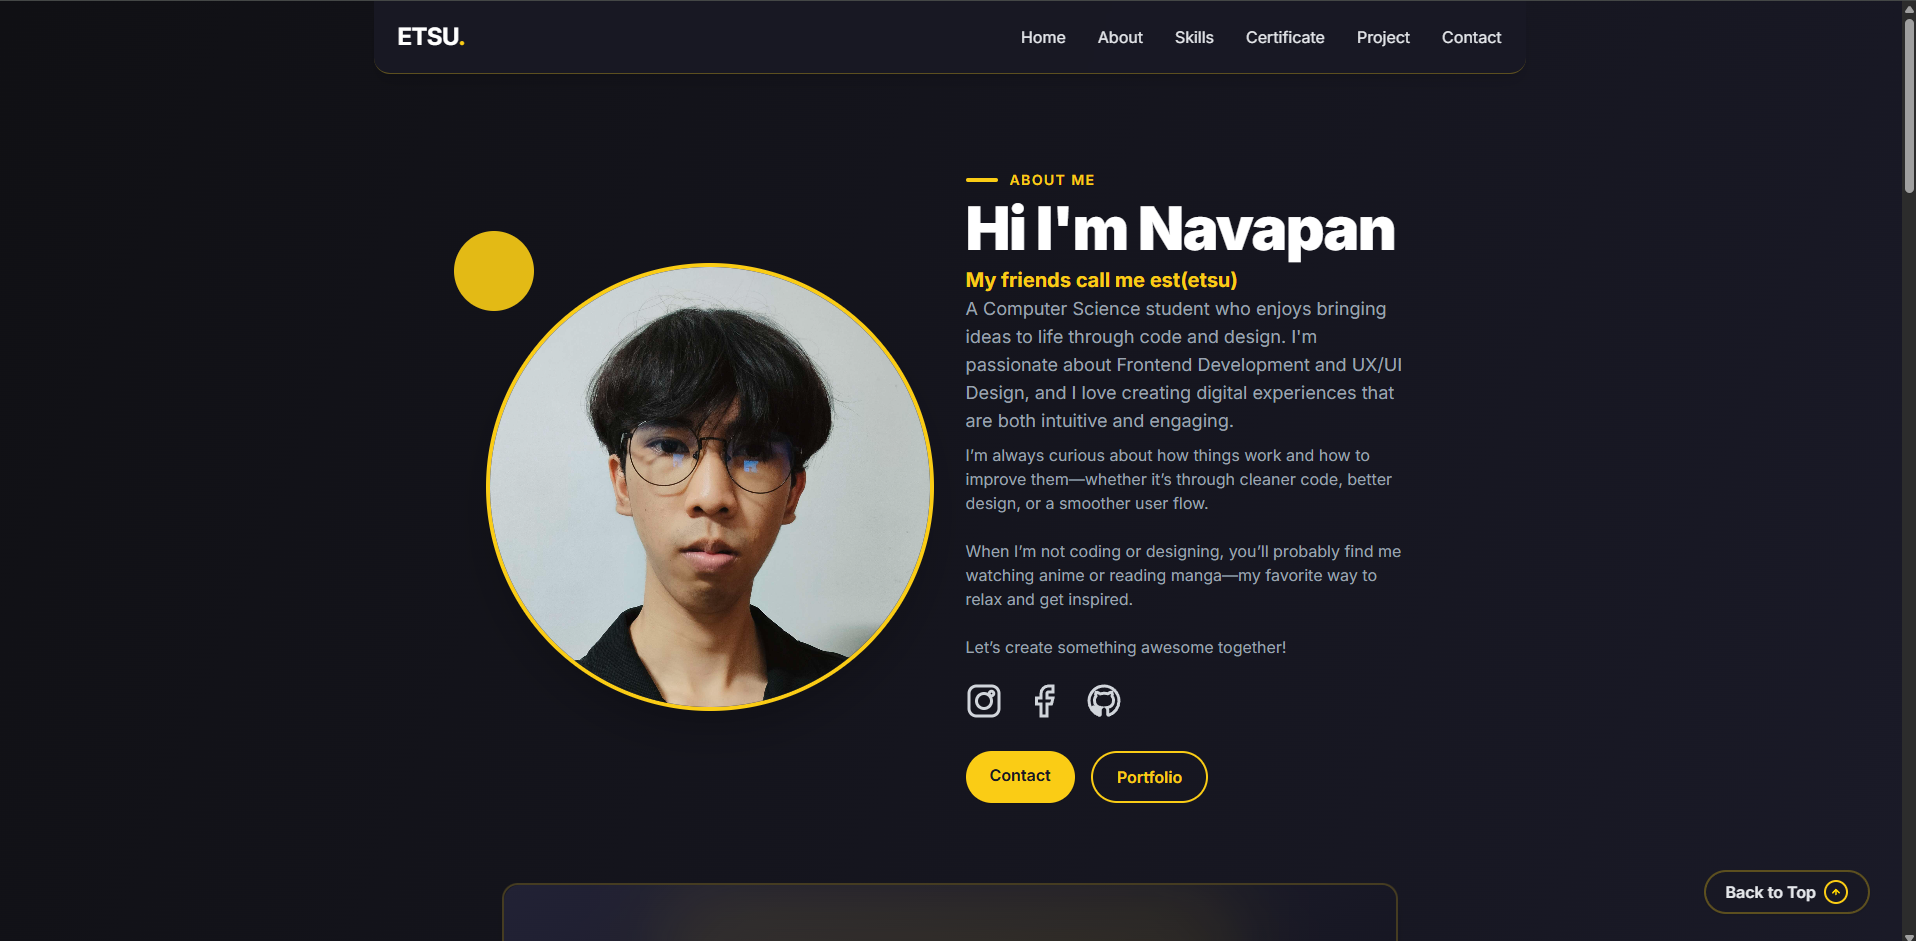 ETSU.
Home About Skills Certificate Project Contact
ABOUT ME
Hi I'm Navapan
My friends call me est(etsu)
A Computer Science student who enjoys bringing
ideas to life through code and design. I'm
passionate about Frontend Development and UX/UI
Design, and I love creating digital experiences that
are both intuitive and engaging.
I’m always curious about how things work and how to
improve them—whether it’s through cleaner code, better
design, or a smoother user flow.
When I’m not coding or designing, you’ll probably find me
watching anime or reading manga—my favorite way to
relax and get inspired.
Let’s create something awesome together!
Contact
Portfolio
Back to Top